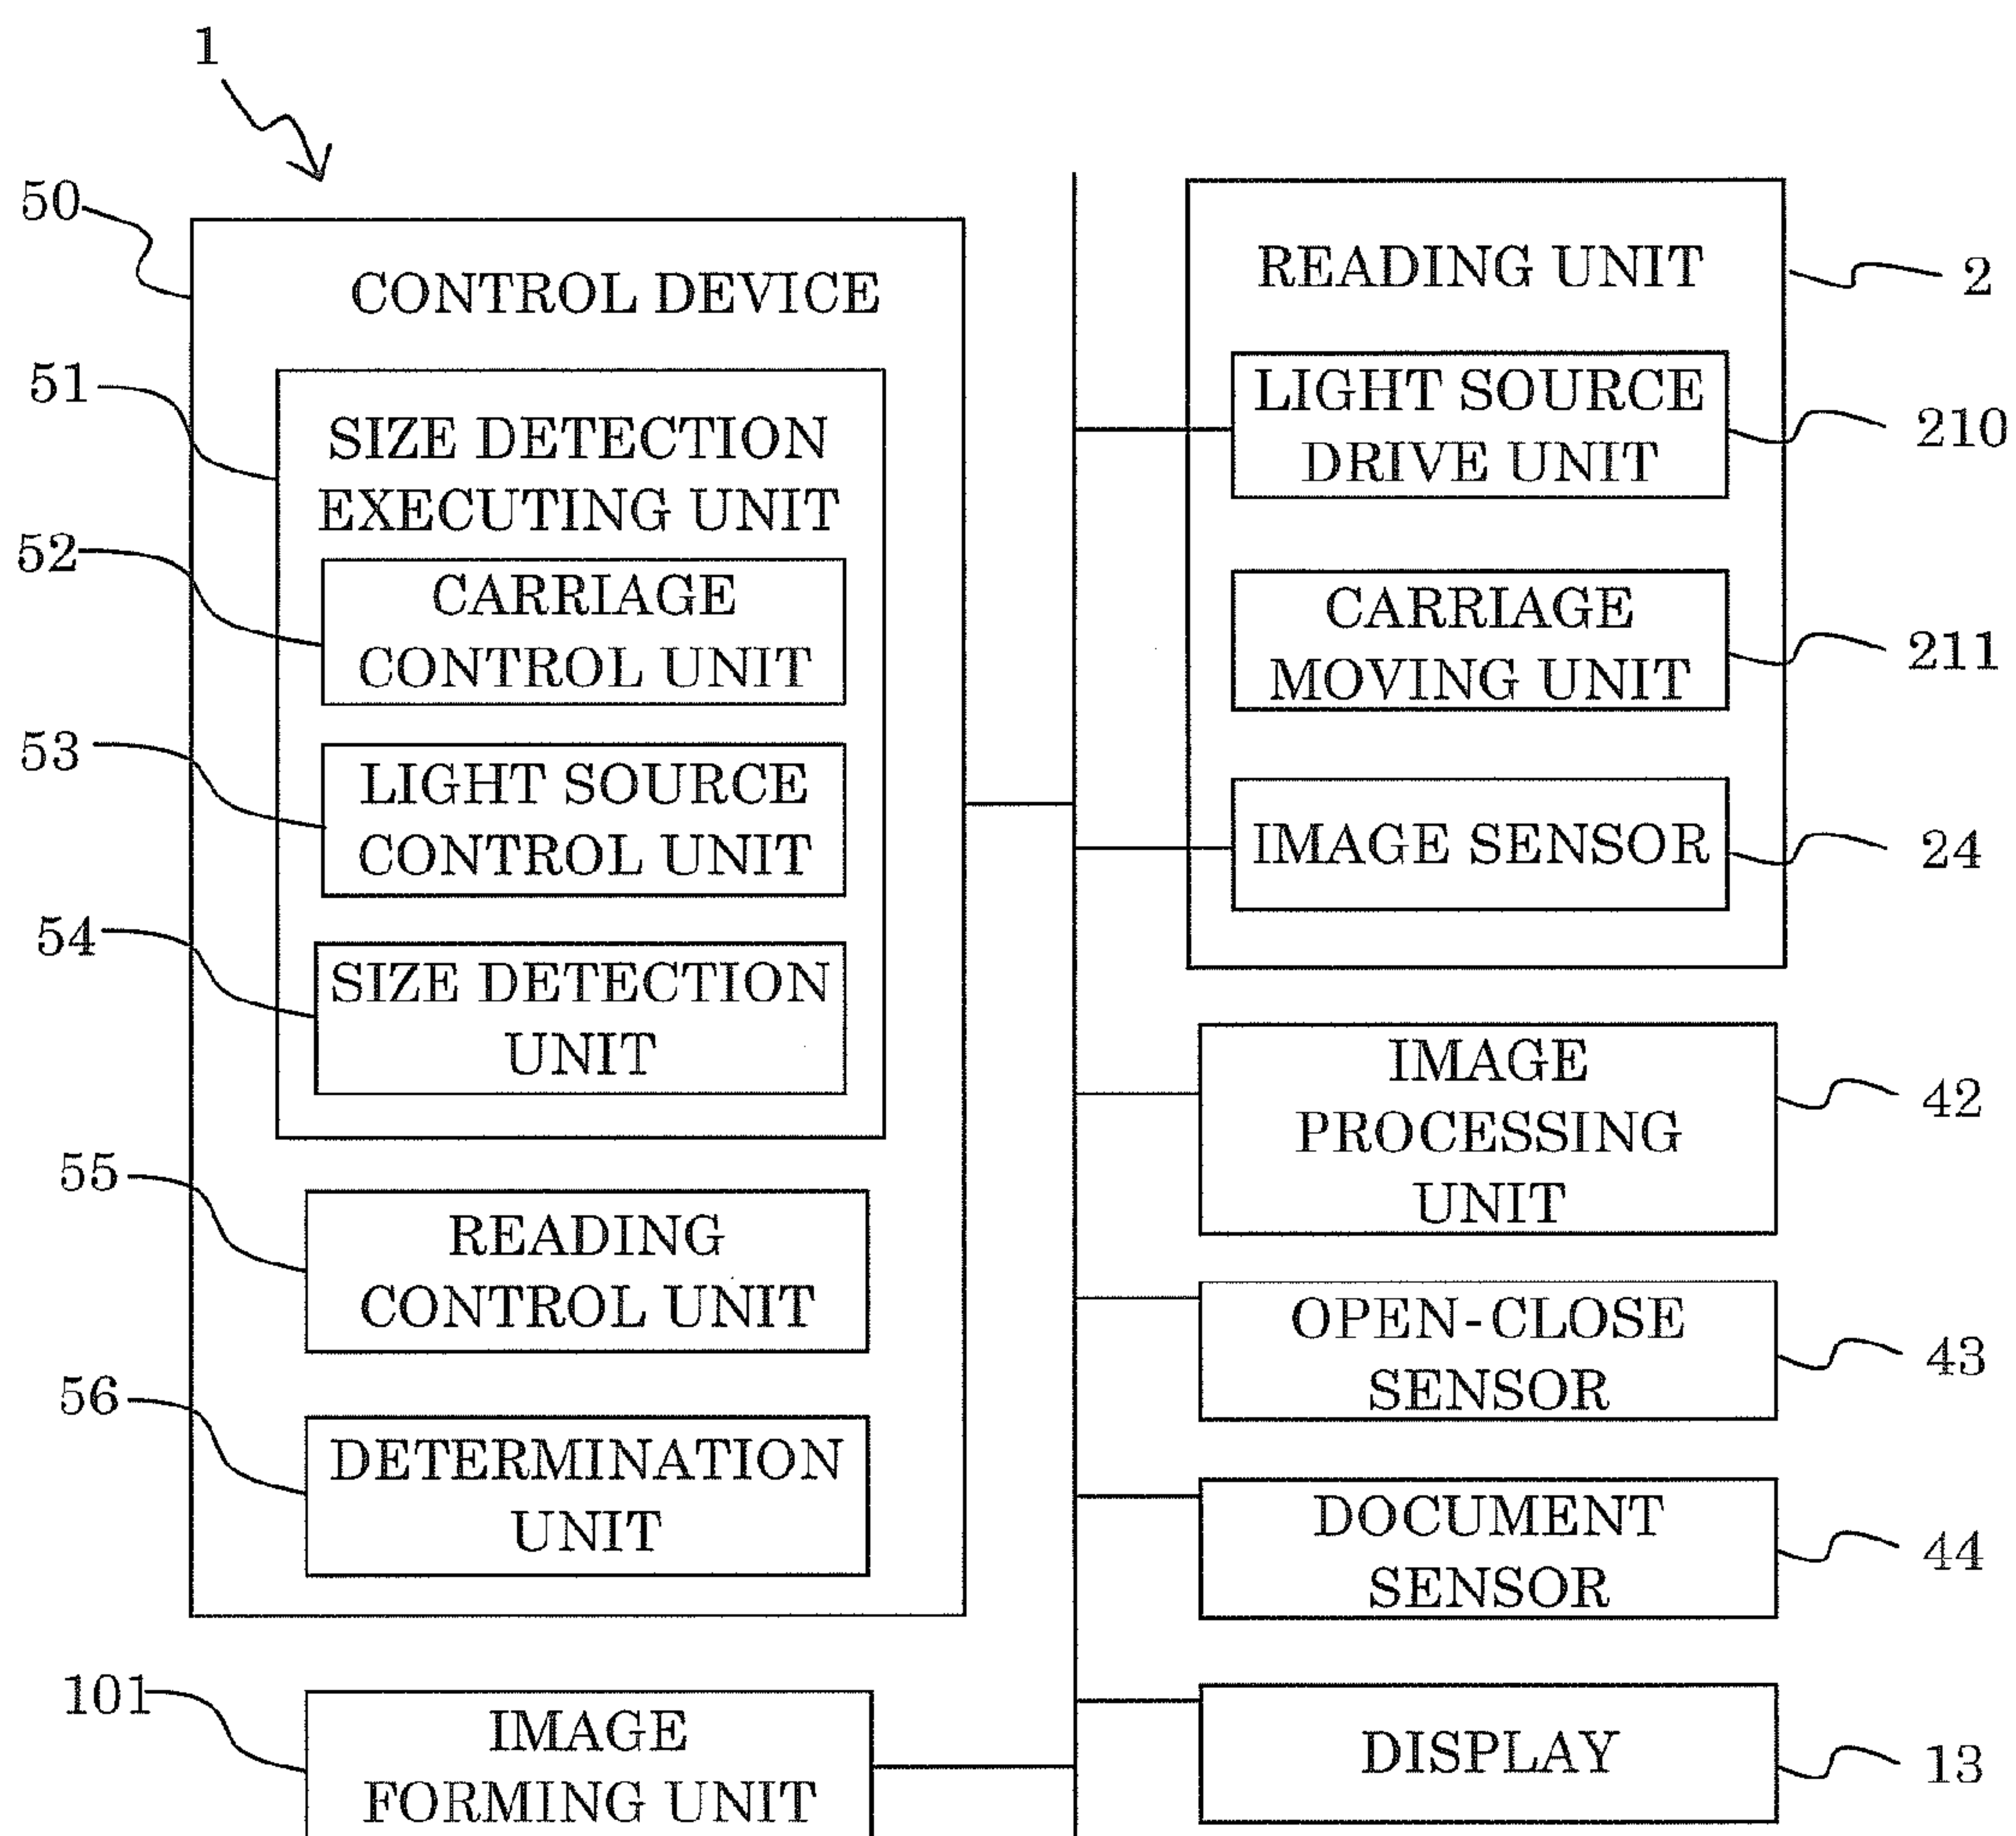 1
50
CONTROL DEVICE
51
SIZE DETECTION
EXECUTING UNIT
52
CARRIAGE
CONTROL UNIT
53
LIGHT SOURCE
CONTROL UNIT
54
SIZE DETECTION
UNIT
55
READING
CONTROL UNIT
56
DETERMINATION
UNIT
101
IMAGE
FORMING UNIT
READING UNIT
2
LIGHT SOURCE
DRIVE UNIT
210
CARRIAGE
MOVING UNIT
211
IMAGE SENSOR
24
IMAGE
PROCESSING
UNIT
42
OPEN-CLOSE
SENSOR
43
DOCUMENT
SENSOR
44
DISPLAY
13